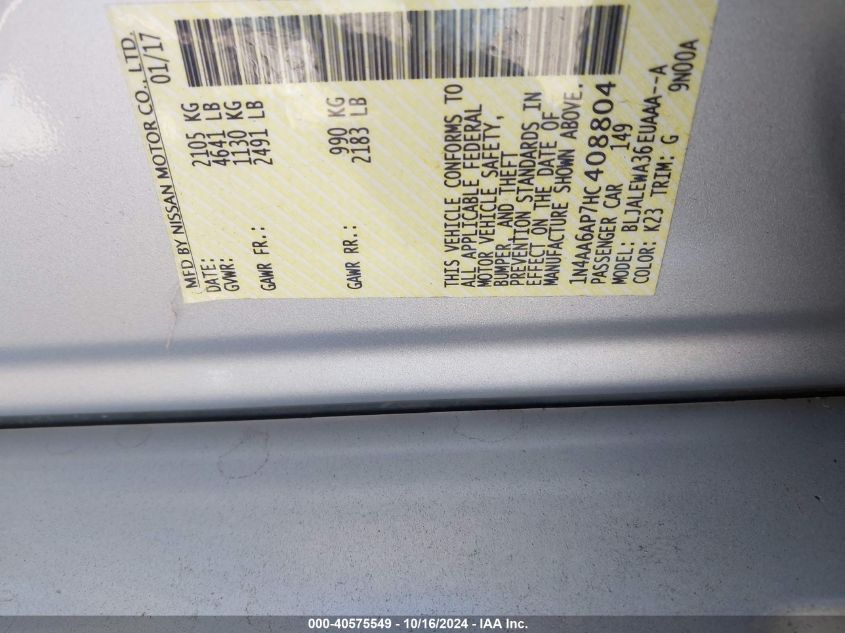 MFD BY NISSAN MOTOR CO., LTD.
DATE: 01/17
GVWR: 2105 KG
4641 LB
GAWR FR.: 1130 KG
2491 LB
GAWR RR.: 990 KG
2183 LB
THIS VEHICLE CONFORMS TO
ALL APPLICABLE FEDERAL
MOTOR VEHICLE SAFETY,
BUMPER, AND THEFT
PREVENTION STANDARDS IN
EFFECT ON THE DATE OF
MANUFACTURE SHOWN ABOVE.
1N4AA6AP7HC408804
PASSENGER CAR 149
MODEL: BLJALEWA36EUAAA--A
COLOR: K23 TRIM: G 9N00A
000-40575549 - 10/16/2024 - IAA Inc.